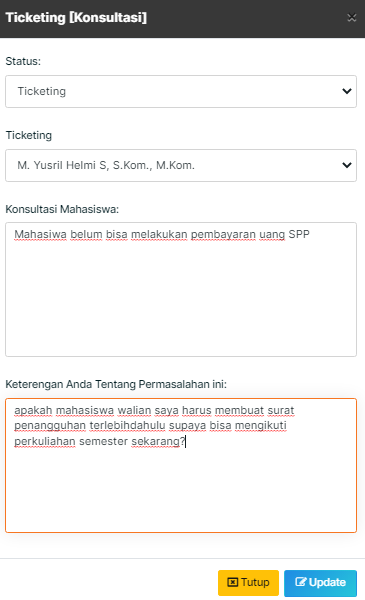 Ticketing [Konsultasi]
Status:
Ticketing
Ticketing
M. Yusril Helmi S, S.Kom., M.Kom.
Konsultasi Mahasiswa:
Mahasiwa belum bisa melakukan pembayaran uang SPP
Keterengan Anda Tentang Permasalahan ini:
apakah mahasiswa walian saya harus membuat surat
penangguhan terlebihdahulu supaya bisa mengikuti
perkuliahan semester sekarang?
Tutup
Update